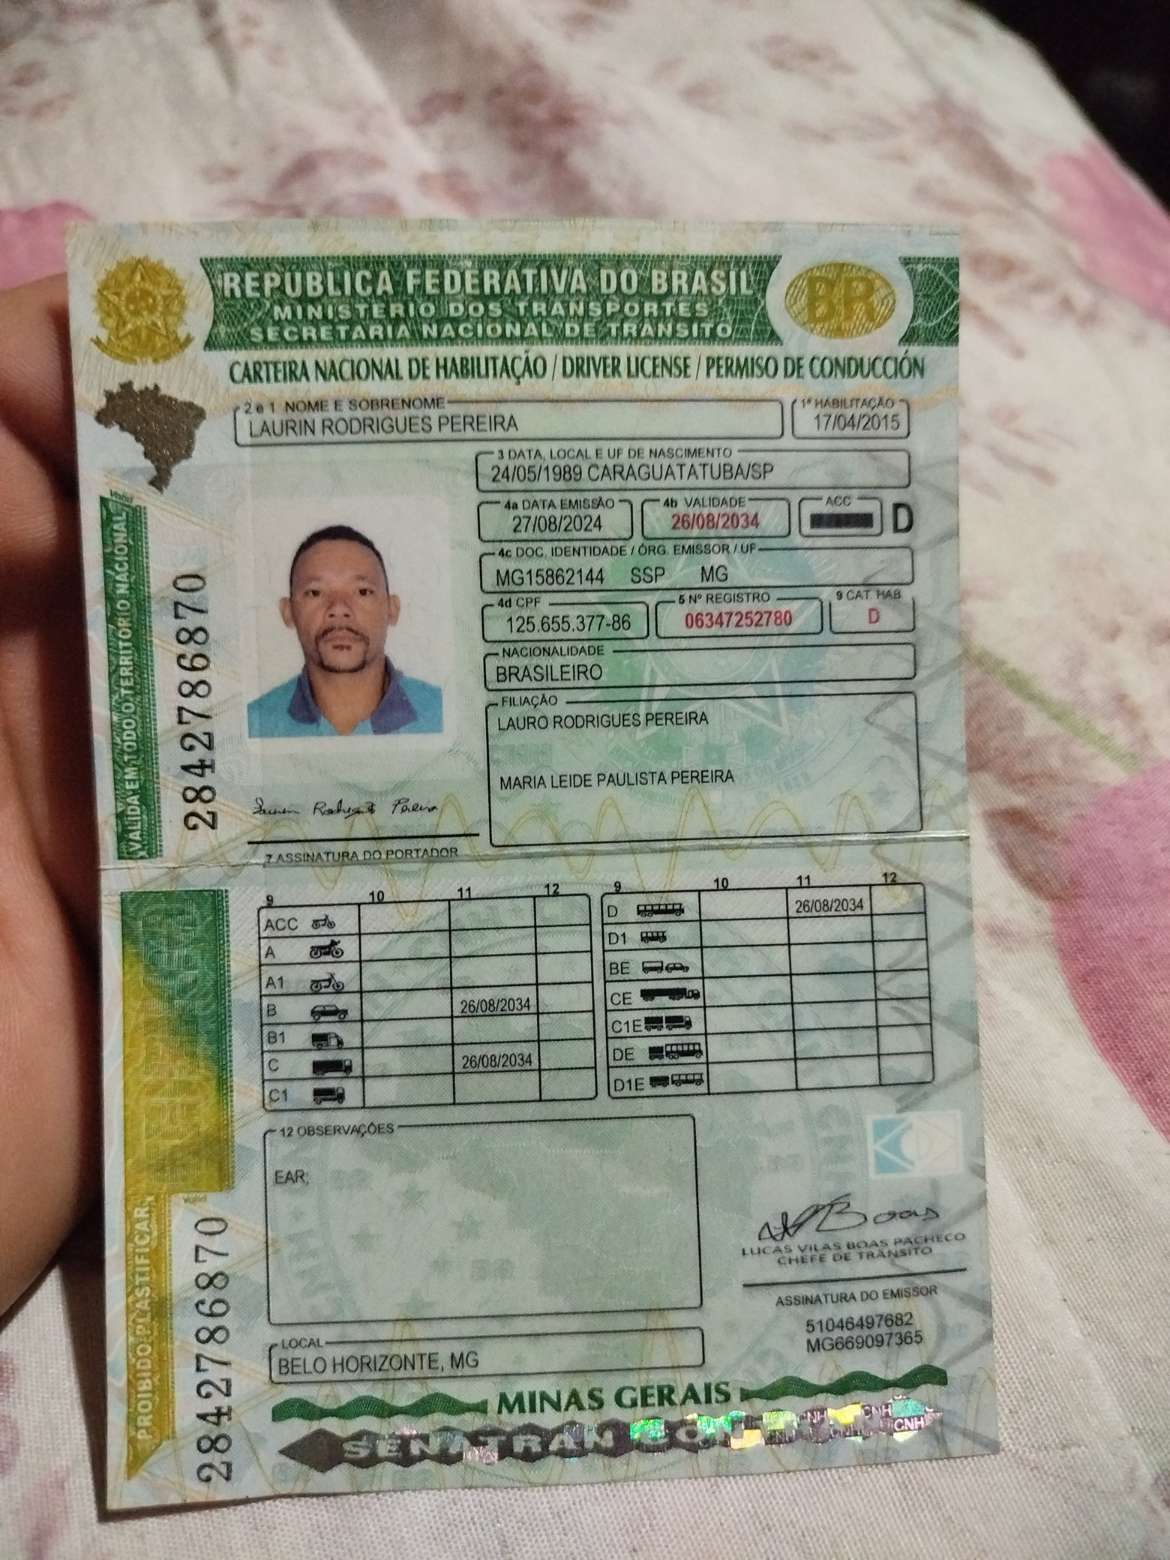 REPÚBLICA FEDERATIVA DO BRASIL
MINISTÉRIO DOS TRANSPORTES
SECRETARIA NACIONAL DE TRÂNSITO
BR
CARTEIRA NACIONAL DE HABILITAÇÃO / DRIVER LICENSE / PERMISO DE CONDUCCIÓN
2 e 1 NOME E SOBRENOME
LAURIN RODRIGUES PEREIRA
1ª HABILITAÇÃO
17/04/2015
3 DATA, LOCAL E UF DE NASCIMENTO
24/05/1989 CARAGUATATUBA/SP
4a DATA EMISSÃO
27/08/2024
4b VALIDADE
26/08/2034
ACC
D
4c DOC. IDENTIDADE / ÓRG. EMISSOR / UF
MG15862144 SSP MG
4d CPF
125.655.377-86
5 Nº REGISTRO
06347252780
9 CAT. HAB
D
NACIONALIDADE
BRASILEIRO
FILIAÇÃO
LAURO RODRIGUES PEREIRA
MARIA LEIDE PAULISTA PEREIRA
VÁLIDA EM TODO O TERRITÓRIO NACIONAL
2842786870
Laurin Rodrigues Pereira
7 ASSINATURA DO PORTADOR
9 10 11 12
ACC
A
A1
B 26/08/2034
B1
C 26/08/2034
C1
9 10 11 12
D 26/08/2034
D1
BE
CE
C1E
DE
D1E
12 OBSERVAÇÕES
EAR;
LUCAS VILAS BOAS PACHECO
CHEFE DE TRÂNSITO
ASSINATURA DO EMISSOR
51046497682
MG669097365
LOCAL
BELO HORIZONTE, MG
PROIBIDO PLASTIFICAR
2842786870
MINAS GERAIS
SENATRAN CON
CNH CNH CNH